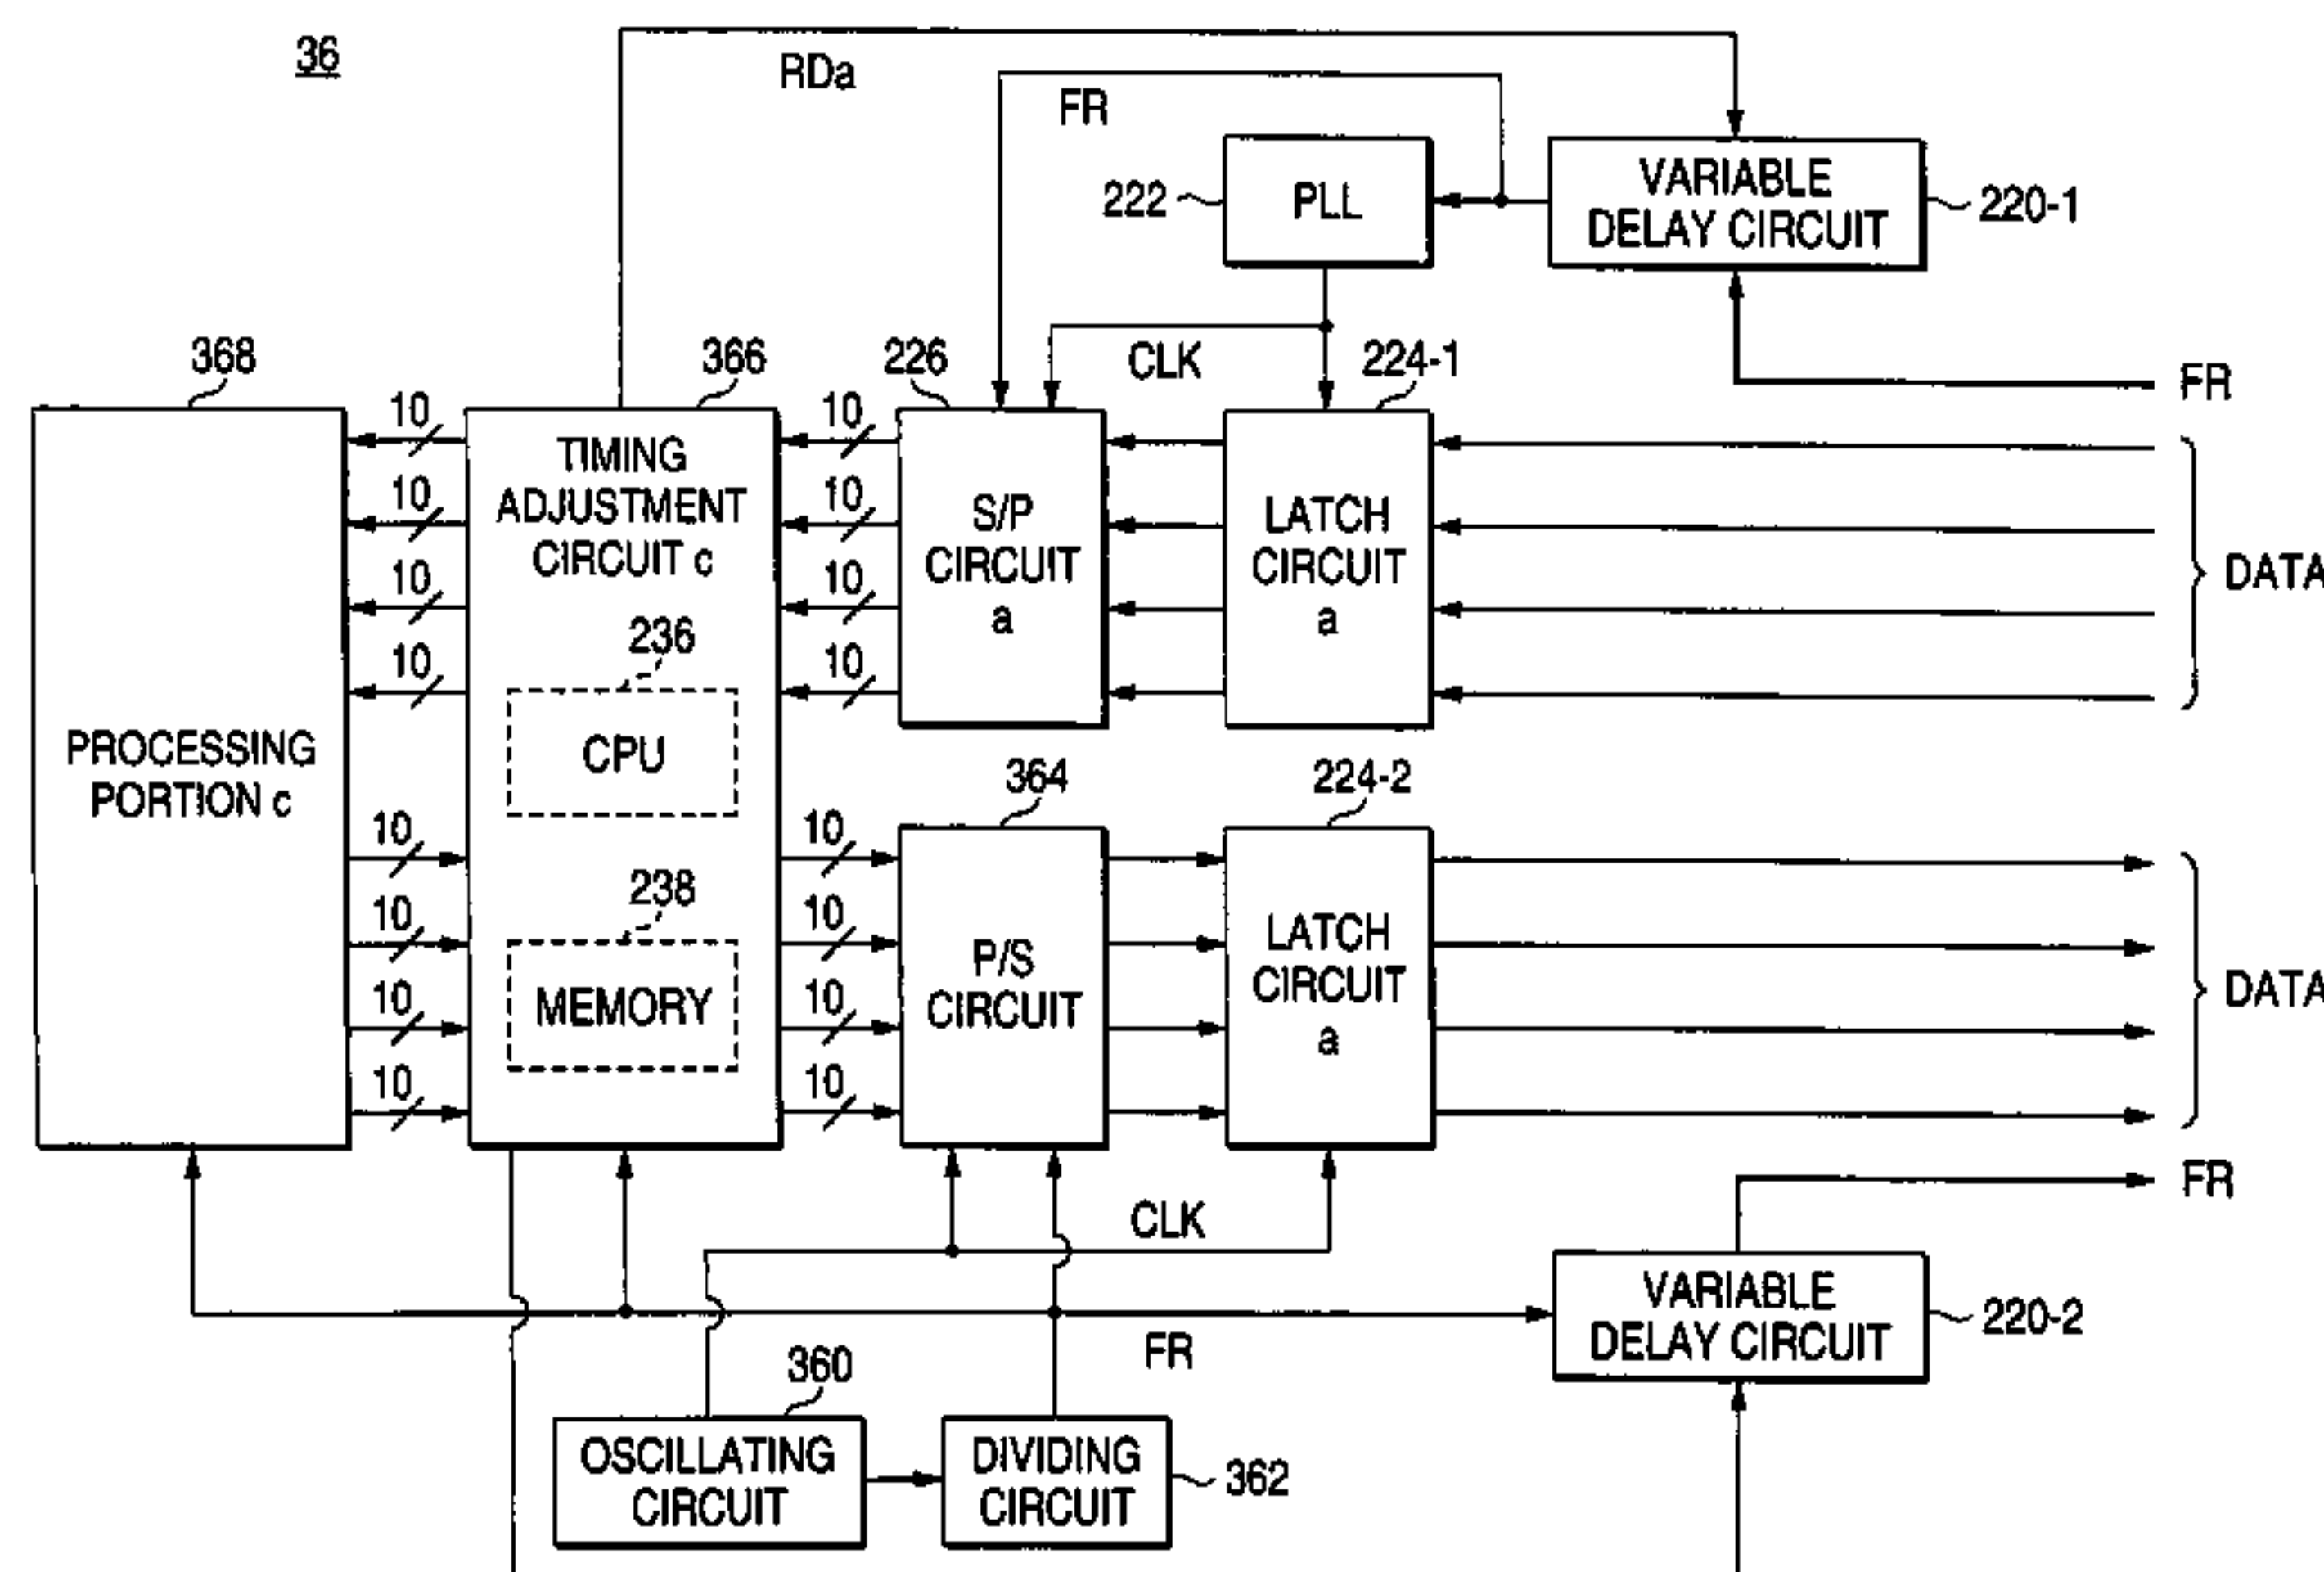 36
RDa
FR
PLL
222
VARIABLE
DELAY CIRCUIT
220-1
368
366
226
CLK
224-1
FR
10
10
10
10
10
10
10
10
TIMING
ADJUSTMENT
CIRCUIT c
S/P
CIRCUIT
a
LATCH
CIRCUIT
a
DATA
236
CPU
PROCESSING
PORTION c
364
224-2
10
10
10
10
10
10
10
10
238
MEMORY
P/S
CIRCUIT
LATCH
CIRCUIT
a
DATA
FR
CLK
VARIABLE
DELAY CIRCUIT
220-2
FR
360
OSCILLATING
CIRCUIT
DIVIDING
CIRCUIT
362